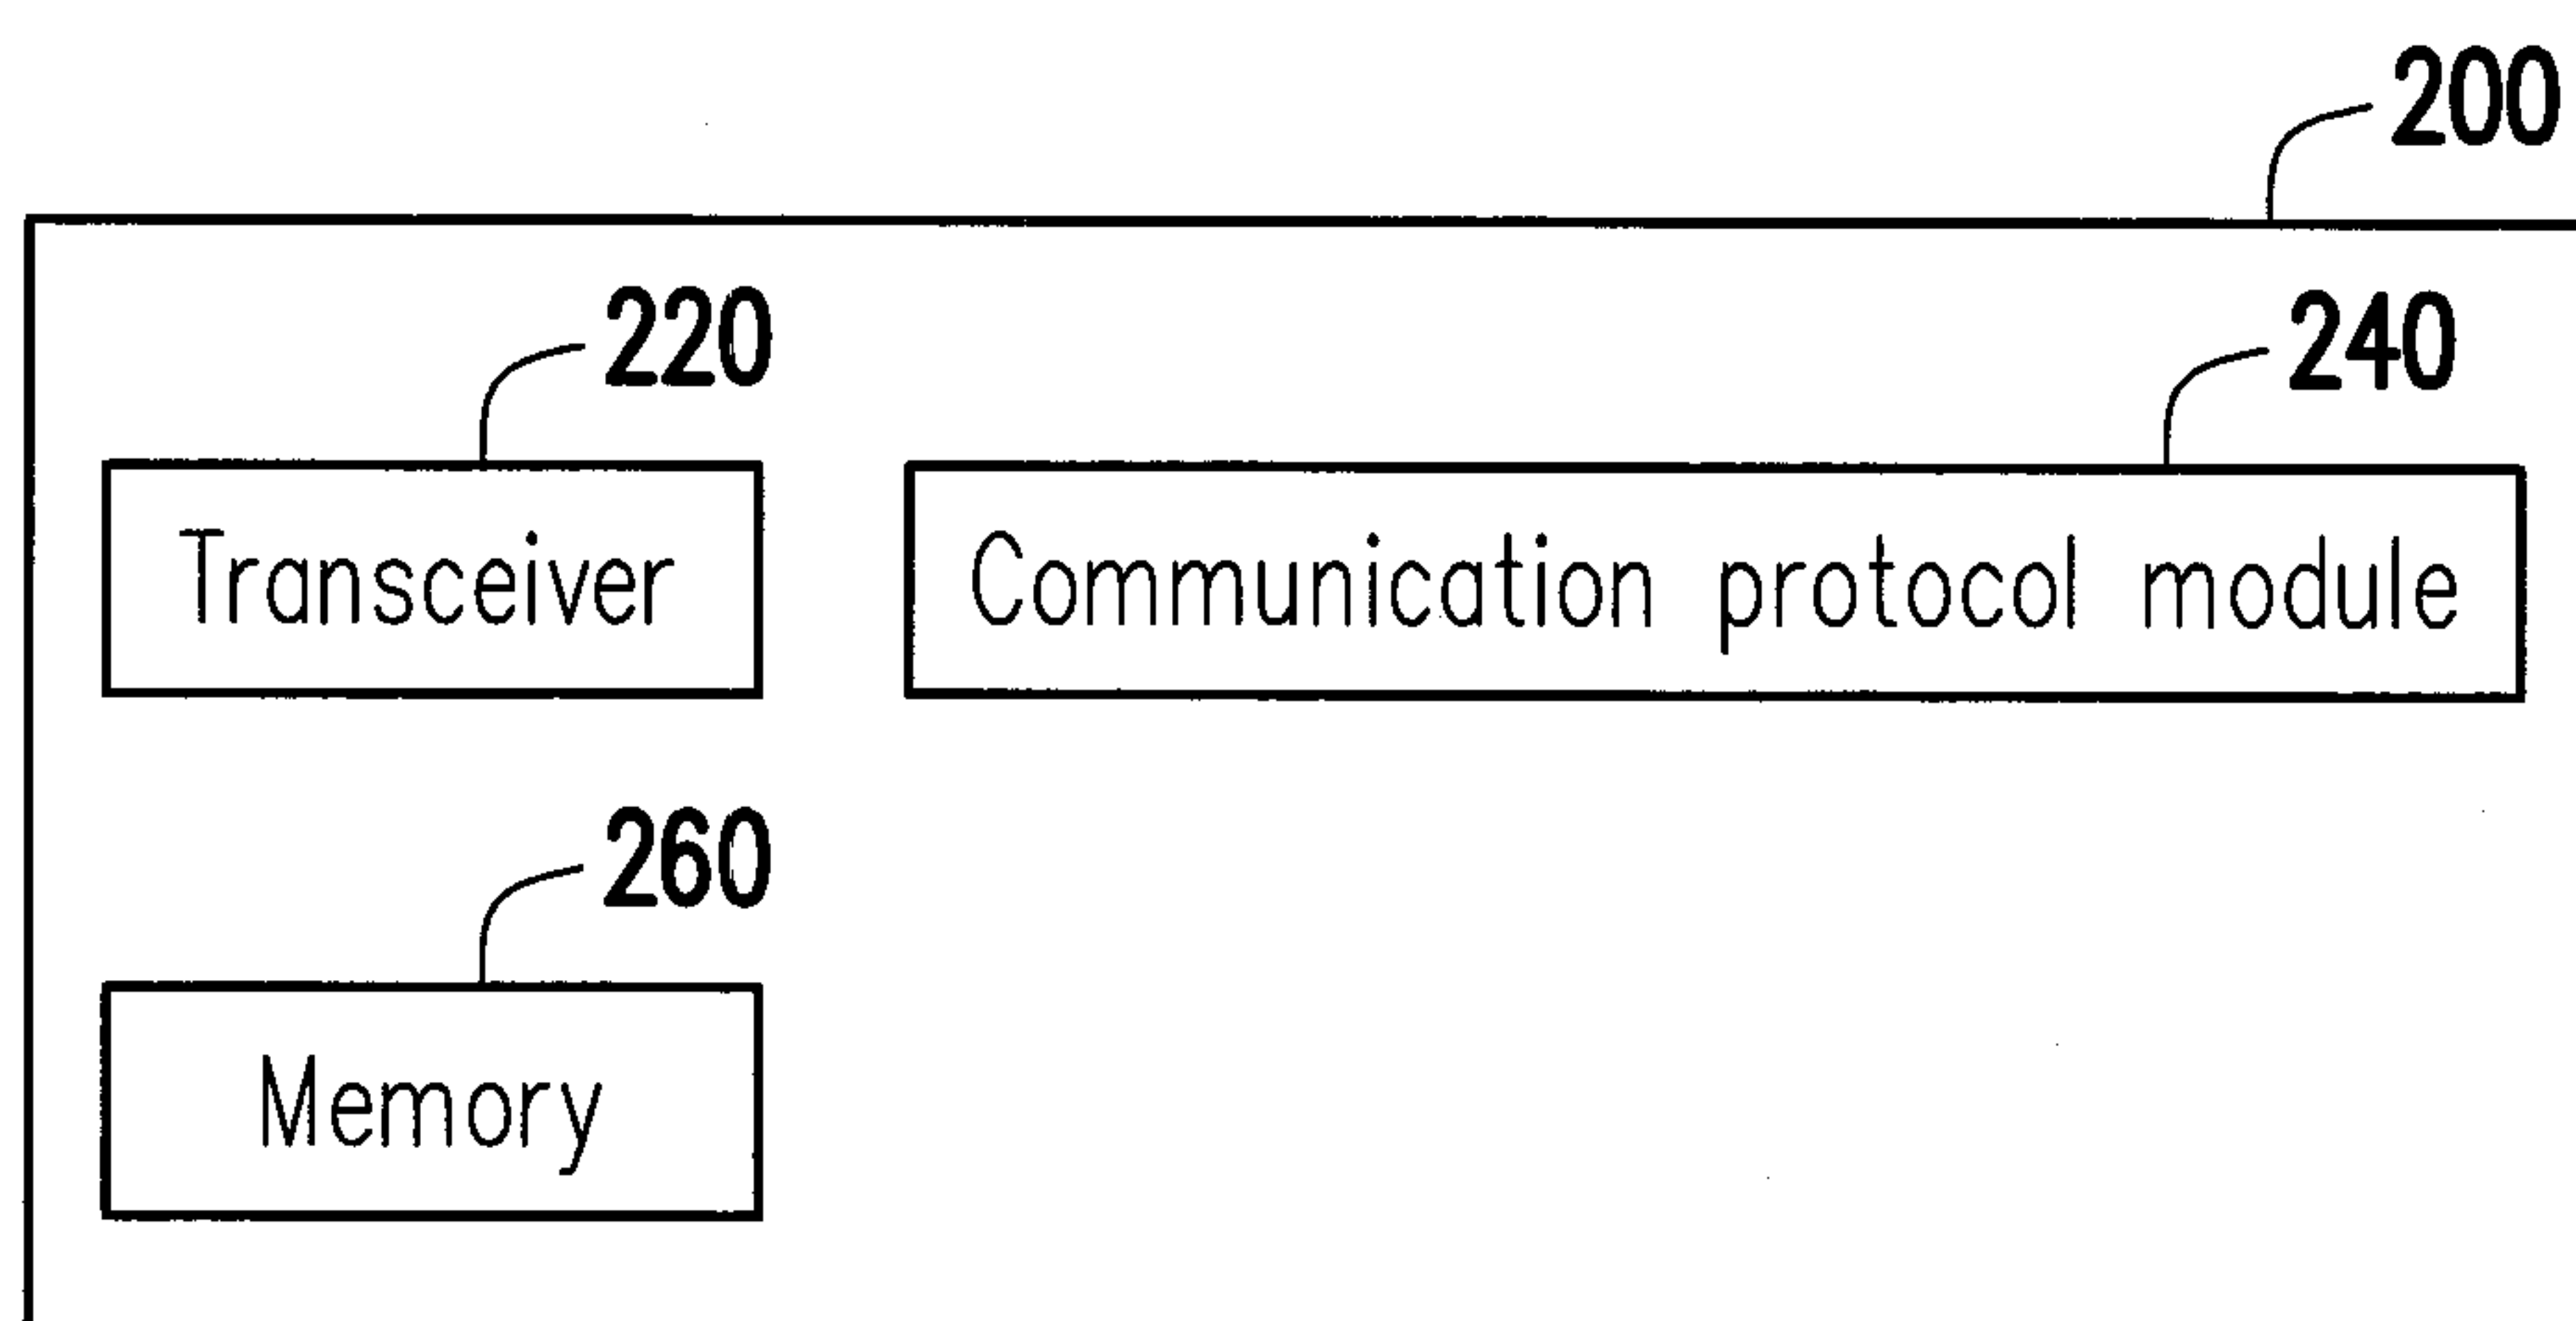 200
220
240
Transceiver
Communication protocol module
260
Memory